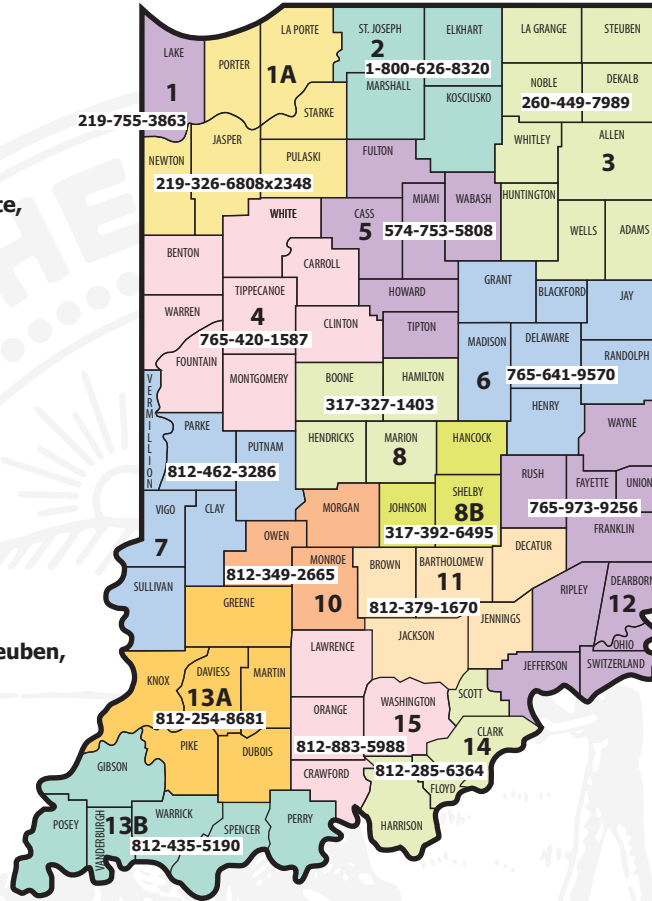 LA PORTE
ST. JOSEPH
ELKHART
LA GRANGE
STEUBEN
LAKE
PORTER
1A
2
1-800-626-8320
NOBLE
DEKALB
1
MARSHALL
KOSCIUSKO
260-449-7989
219-755-3863
STARKE
JASPER
WHITLEY
ALLEN
NEWTON
PULASKI
FULTON
3
219-326-6808x2348
te,
WHITE
CASS
MIAMI
WABASH
HUNTINGTON
5
574-753-5808
WELLS
ADAMS
BENTON
CARROLL
TIPPECANOE
HOWARD
GRANT
BLACKFORD
JAY
WARREN
4
CLINTON
TIPTON
MADISON
DELAWARE
765-420-1587
RANDOLPH
FOUNTAIN
MONTGOMERY
BOONE
HAMILTON
6
765-641-9570
VERMILLION
317-327-1403
HENRY
PARKE
PUTNAM
HENDRICKS
MARION
HANCOCK
WAYNE
812-462-3286
8
RUSH
FAYETTE
UNION
VIGO
CLAY
MORGAN
JOHNSON
SHELBY
8B
765-973-9256
317-392-6495
FRANKLIN
7
OWEN
MONROE
BROWN
BARTHOLOMEW
DECATUR
812-349-2665
11
SULLIVAN
GREENE
10
812-379-1670
RIPLEY
DEARBORN
12
JACKSON
JENNINGS
OHIO
LAWRENCE
euben,
JEFFERSON
SWITZERLAND
KNOX
DAVIESS
MARTIN
SCOTT
13A
ORANGE
WASHINGTON
812-254-8681
15
CLARK
PIKE
DUBOIS
812-883-5988
14
GIBSON
CRAWFORD
812-285-6364
FLOYD
POSEY
VANDERBURGH
13B
WARRICK
SPENCER
PERRY
HARRISON
812-435-5190